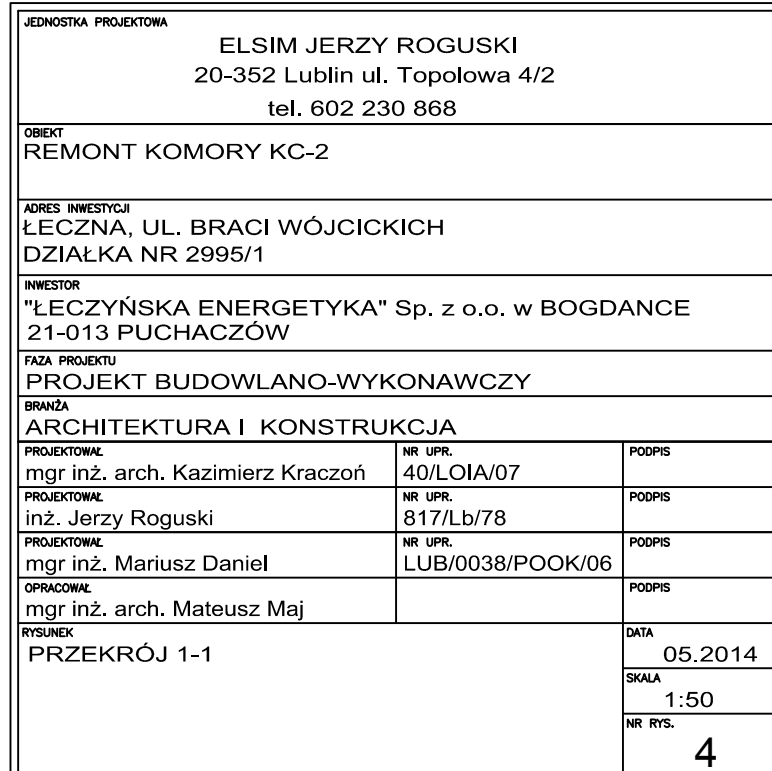 JEDNOSTKA PROJEKTOWA
ELSIM JERZY ROGUSKI
20-352 Lublin ul. Topolowa 4/2
tel. 602 230 868
OBIEKT
REMONT KOMORY KC-2
ADRES INWESTYCJI
ŁECZNA, UL. BRACI WÓJCICKICH
DZIAŁKA NR 2995/1
INWESTOR
"ŁECZYŃSKA ENERGETYKA" Sp. z o.o. w BOGDANCE
21-013 PUCHACZÓW
FAZA PROJEKTU
PROJEKT BUDOWLANO-WYKONAWCZY
BRANŻA
ARCHITEKTURA I KONSTRUKCJA
PROJEKTOWAŁ NR UPR. PODPIS
mgr inż. arch. Kazimierz Kraczoń 40/LOIA/07
PROJEKTOWAŁ NR UPR. PODPIS
inż. Jerzy Roguski 817/Lb/78
PROJEKTOWAŁ NR UPR. PODPIS
mgr inż. Mariusz Daniel LUB/0038/POOK/06
OPRACOWAŁ PODPIS
mgr inż. arch. Mateusz Maj
RYSUNEK DATA
PRZEKRÓJ 1-1 05.2014
SKALA
1:50
NR RYS.
4